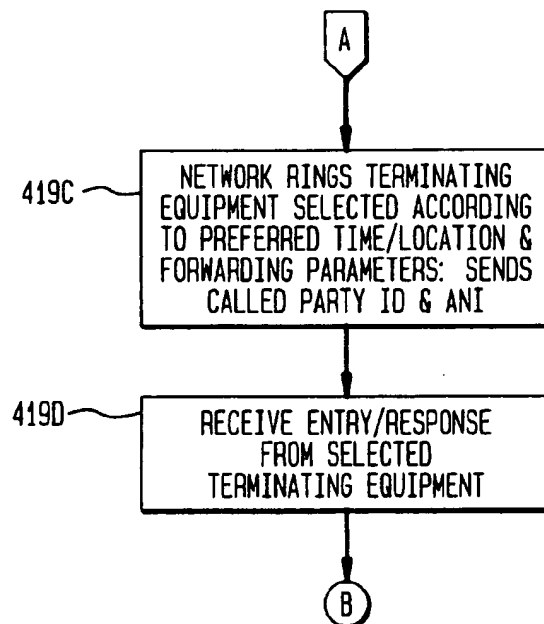 A
419C
NETWORK RINGS TERMINATING
EQUIPMENT SELECTED ACCORDING
TO PREFERRED TIME/LOCATION &
FORWARDING PARAMETERS: SENDS
CALLED PARTY ID & ANI
419D
RECEIVE ENTRY/RESPONSE
FROM SELECTED
TERMINATING EQUIPMENT
B